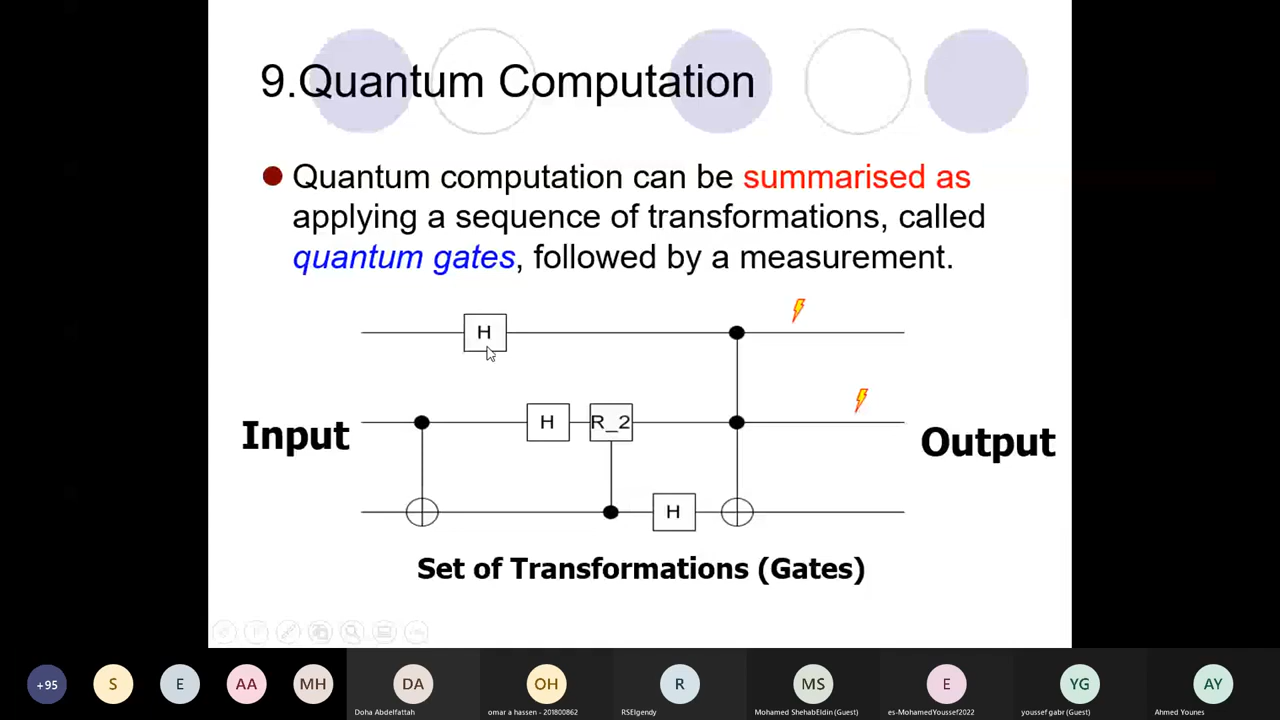 9.Quantum Computation
Quantum computation can be summarised as
applying a sequence of transformations, called
quantum gates, followed by a measurement.
H
H
R_2
H
Input
Output
Set of Transformations (Gates)
+95
S
E
AA
MH
DA
OH
R
MS
E
YG
AY
Doha Abdelfattah
omar a hassen - 201800862
RSElgendy
Mohamed ShehabEldin (Guest)
es-MohamedYoussef2022
youssef gabr (Guest)
Ahmed Younes